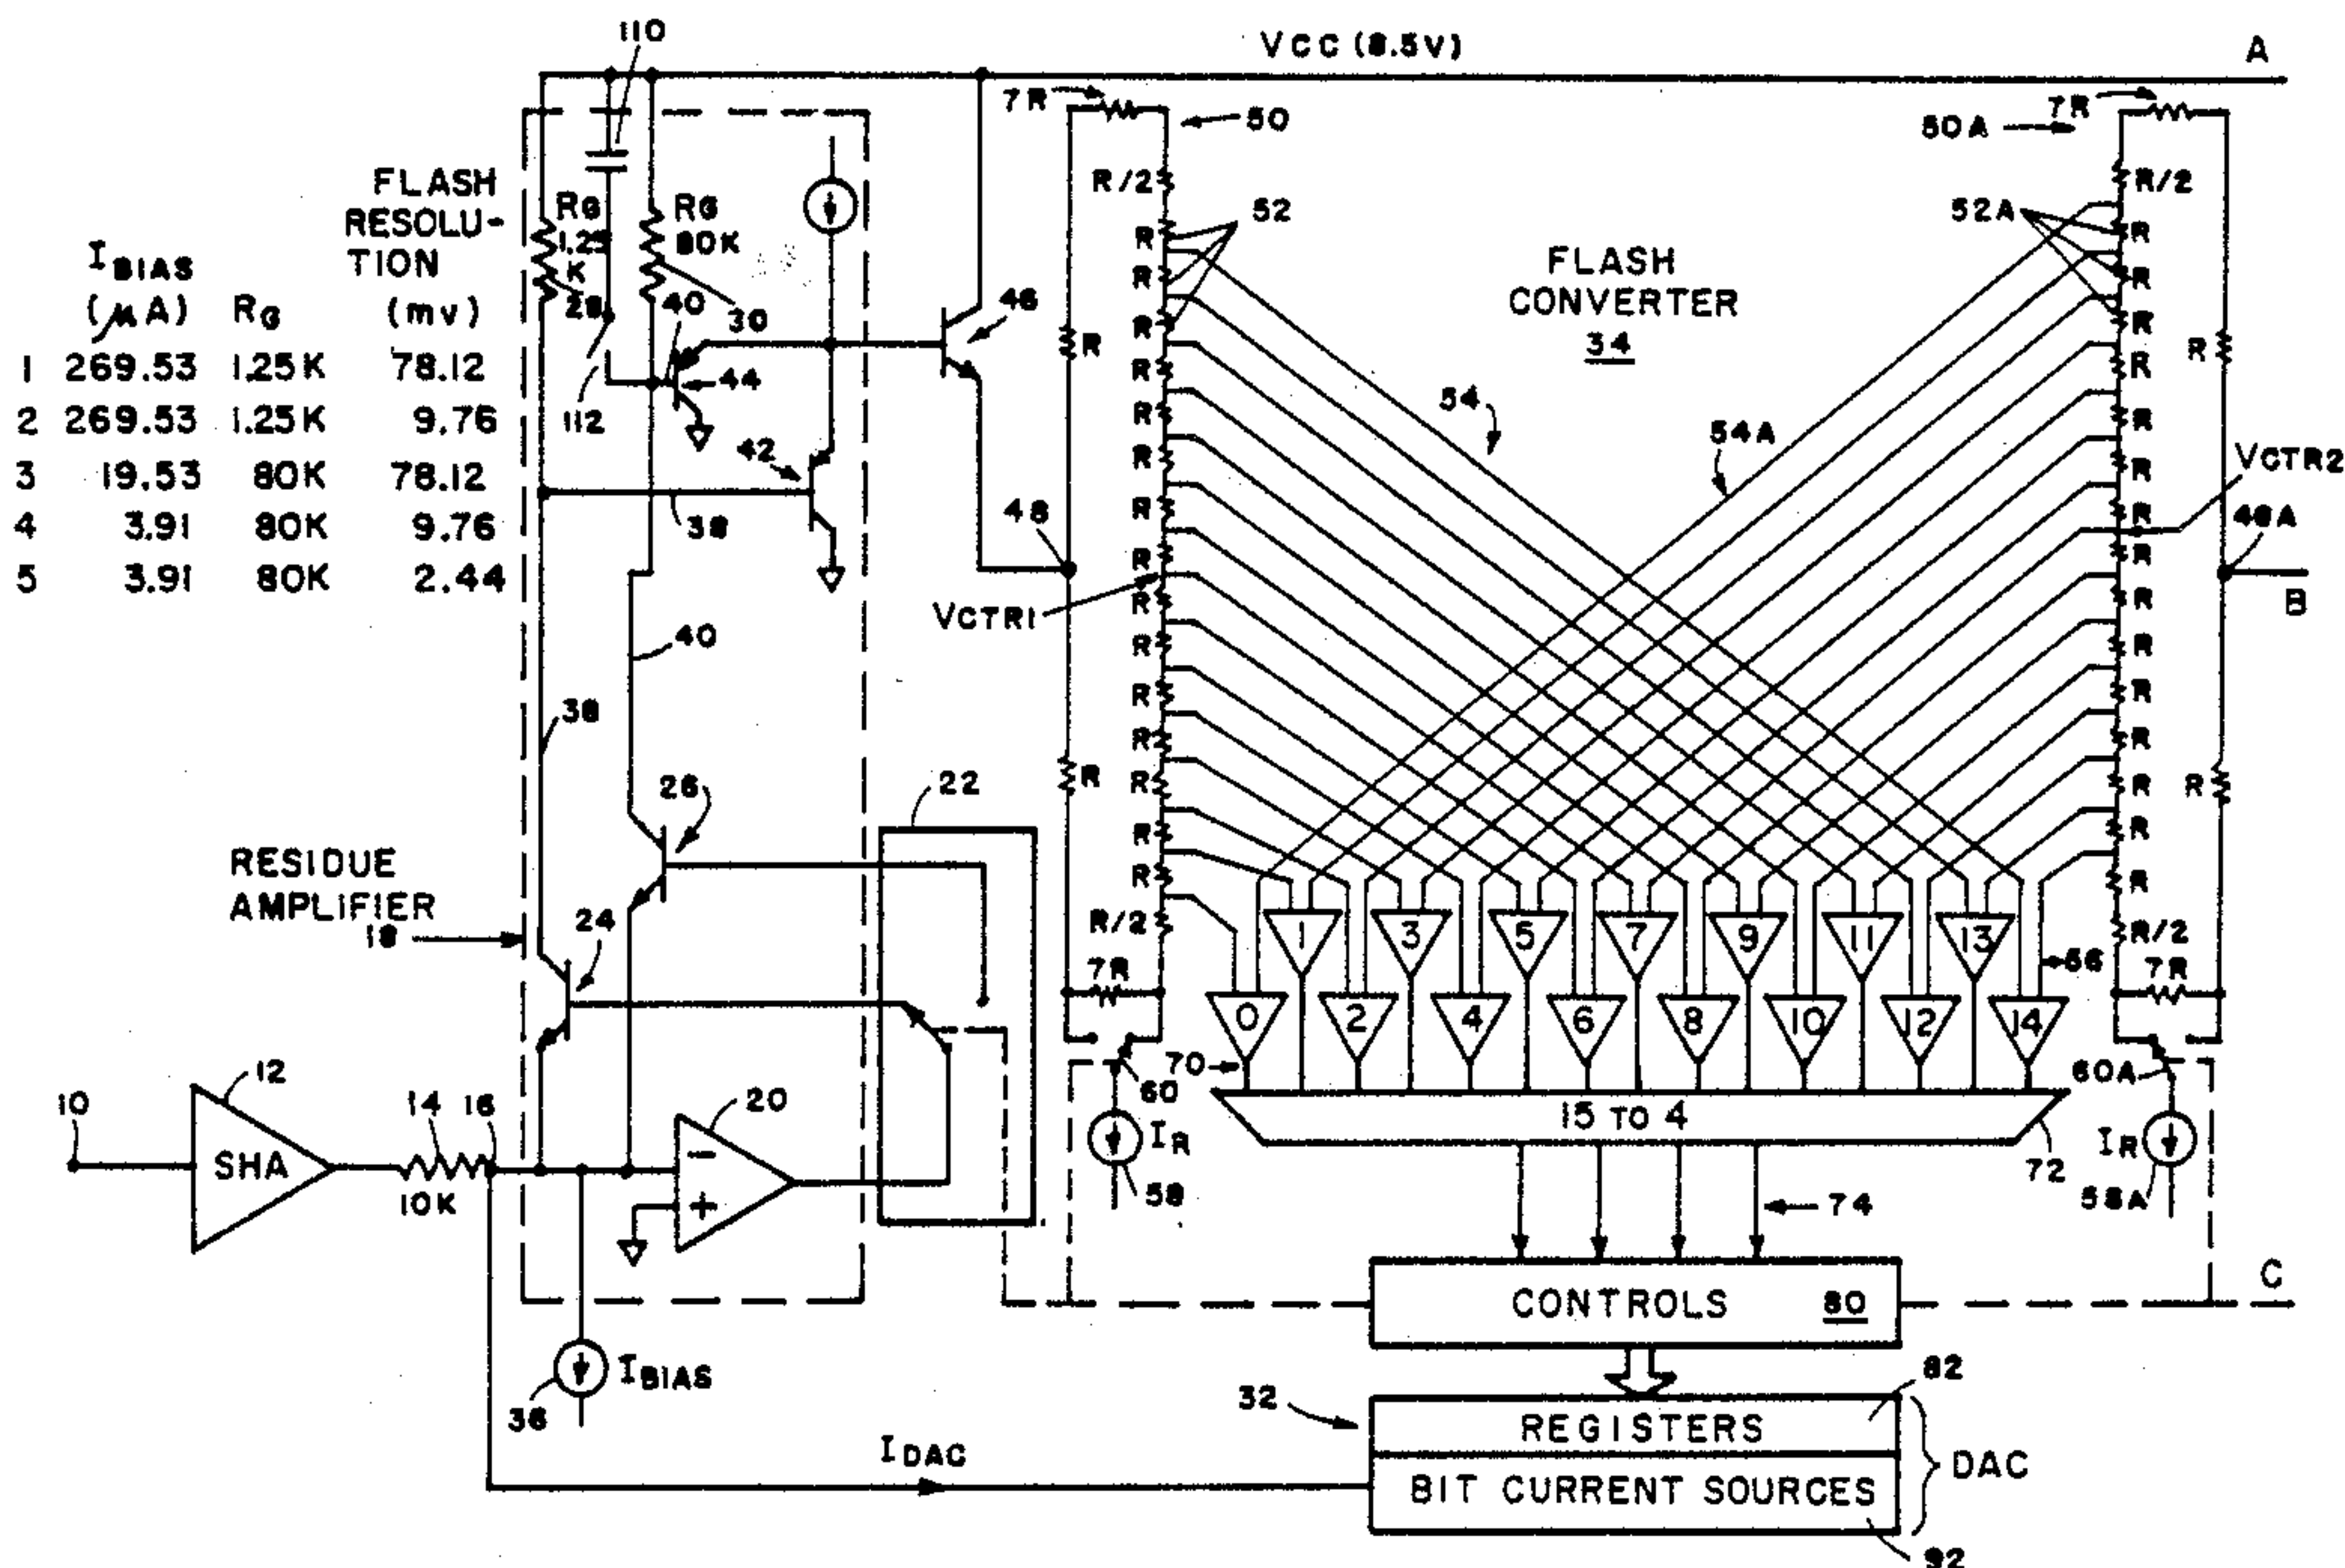 110
VCC (8.5V)
A
7R
50
7R
50A
FLASH
RESOLU-
TION
(mv)
IBIAS
(μA)
RG
1 269.53 1.25K 78.12
2 269.53 1.25K 9.76
3 19.53 80K 78.12
4 3.91 80K 9.76
5 3.91 80K 2.44
RG
1.25
K
28
RG
80K
40
30
112
44
42
38
46
48
R/2
52
R
R
R
R
R
R
R
R
R
R
R
R
R
R
R/2
7R
R
R
VCTR1
FLASH
CONVERTER
34
54
54A
R/2
52A
R
R
R
R
R
R
R
R
R
R
R
R
R
R
R/2
7R
R
R
VCTR2
48A
B
40
38
26
22
RESIDUE
AMPLIFIER
18
24
1 3 5 7 9 11 13
56
0 2 4 6 8 10 12 14
70
60
60A
10
12
SHA
14
16
10K
20
- 
+
IR
58
15 TO 4
72
IR
58A
74
C
CONTROLS 80
IBIAS
36
32
82
REGISTERS
BIT CURRENT SOURCES
DAC
IDAC
92